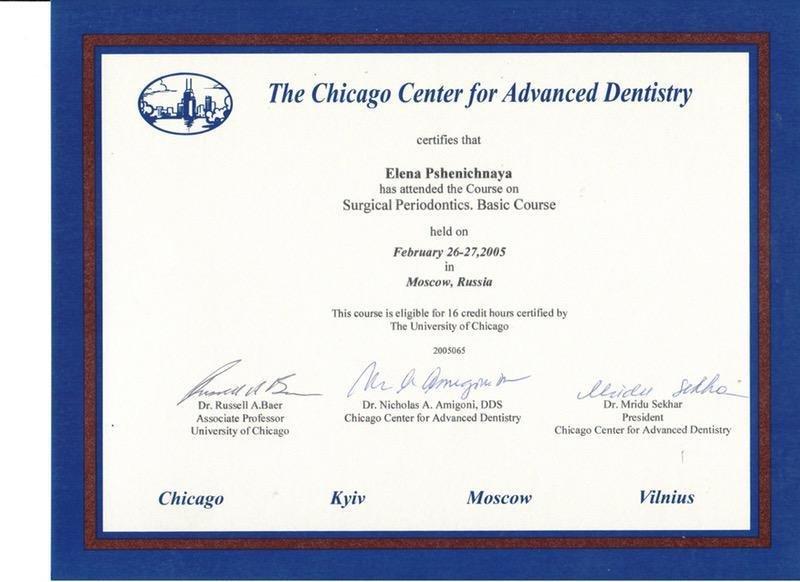 The Chicago Center for Advanced Dentistry
certifies that
Elena Pshenichnaya
has attended the Course on
Surgical Periodontics. Basic Course
held on
February 26-27,2005
in
Moscow, Russia
This course is eligible for 16 credit hours certified by
The University of Chicago
2005065
Dr. Russell A.Baer
Associate Professor
University of Chicago
Dr. Nicholas A. Amigoni, DDS
Chicago Center for Advanced Dentistry
Mridu Sekhar
Dr. Mridu Sekhar
President
Chicago Center for Advanced Dentistry
Chicago Kyiv Moscow Vilnius